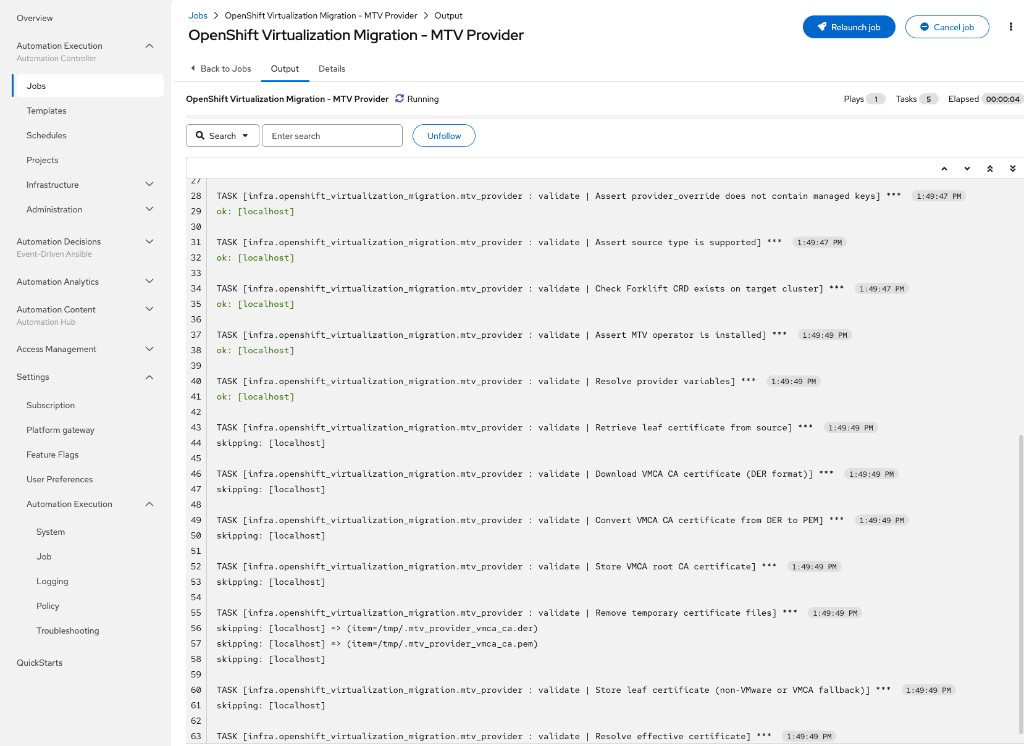 Overview
Automation Execution
Automation Controller
Jobs
Templates
Schedules
Projects
Infrastructure
Administration
Automation Decisions
Event-Driven Ansible
Automation Analytics
Automation Content
Automation Hub
Access Management
Settings
Subscription
Platform gateway
Feature Flags
User Preferences
Automation Execution
System
Job
Logging
Policy
Troubleshooting
QuickStarts
Jobs > OpenShift Virtualization Migration - MTV Provider > Output
OpenShift Virtualization Migration - MTV Provider
Relaunch job
Cancel job
Back to Jobs Output Details
OpenShift Virtualization Migration - MTV Provider Running
Plays 1 Tasks 5 Elapsed 00:00:04
Search Enter search Unfollow
27
28 TASK [infra.openshift_virtualization_migration.mtv_provider : validate | Assert provider_override does not contain managed keys] *** 1:49:47 PM
29 ok: [localhost]
30
31 TASK [infra.openshift_virtualization_migration.mtv_provider : validate | Assert source type is supported] *** 1:49:47 PM
32 ok: [localhost]
33
34 TASK [infra.openshift_virtualization_migration.mtv_provider : validate | Check Forklift CRD exists on target cluster] *** 1:49:47 PM
35 ok: [localhost]
36
37 TASK [infra.openshift_virtualization_migration.mtv_provider : validate | Assert MTV operator is installed] *** 1:49:49 PM
38 ok: [localhost]
39
40 TASK [infra.openshift_virtualization_migration.mtv_provider : validate | Resolve provider variables] *** 1:49:49 PM
41 ok: [localhost]
42
43 TASK [infra.openshift_virtualization_migration.mtv_provider : validate | Retrieve leaf certificate from source] *** 1:49:49 PM
44 skipping: [localhost]
45
46 TASK [infra.openshift_virtualization_migration.mtv_provider : validate | Download VMCA CA certificate (DER format)] *** 1:49:49 PM
47 skipping: [localhost]
48
49 TASK [infra.openshift_virtualization_migration.mtv_provider : validate | Convert VMCA CA certificate from DER to PEM] *** 1:49:49 PM
50 skipping: [localhost]
51
52 TASK [infra.openshift_virtualization_migration.mtv_provider : validate | Store VMCA root CA certificate] *** 1:49:49 PM
53 skipping: [localhost]
54
55 TASK [infra.openshift_virtualization_migration.mtv_provider : validate | Remove temporary certificate files] *** 1:49:49 PM
56 skipping: [localhost] => (item=/tmp/.mtv_provider_vmca_ca.der)
57 skipping: [localhost] => (item=/tmp/.mtv_provider_vmca_ca.pem)
58 skipping: [localhost]
59
60 TASK [infra.openshift_virtualization_migration.mtv_provider : validate | Store leaf certificate (non-VMware or VMCA fallback)] *** 1:49:49 PM
61 skipping: [localhost]
62
63 TASK [infra.openshift_virtualization_migration.mtv_provider : validate | Resolve effective certificate] *** 1:49:49 PM